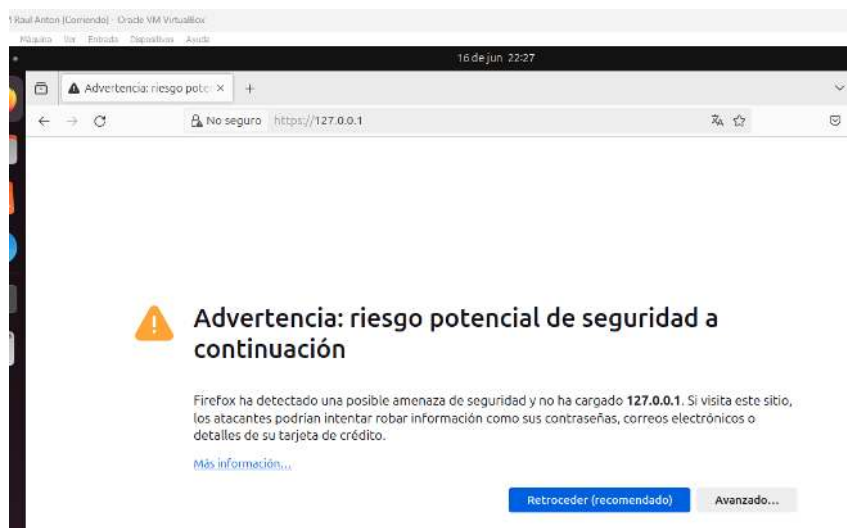 Raul Anton [Corriendo] - Oracle VM VirtualBox
Máquina Ver Entrada Dispositivos Ayuda
16 de jun 22:27
Advertencia: riesgo poter
No seguro https://127.0.0.1
Advertencia: riesgo potencial de seguridad a
continuación
Firefox ha detectado una posible amenaza de seguridad y no ha cargado 127.0.0.1. Si visita este sitio,
los atacantes podrían intentar robar información como sus contraseñas, correos electrónicos o
detalles de su tarjeta de crédito.
Más información...
Retroceder (recomendado) Avanzado...